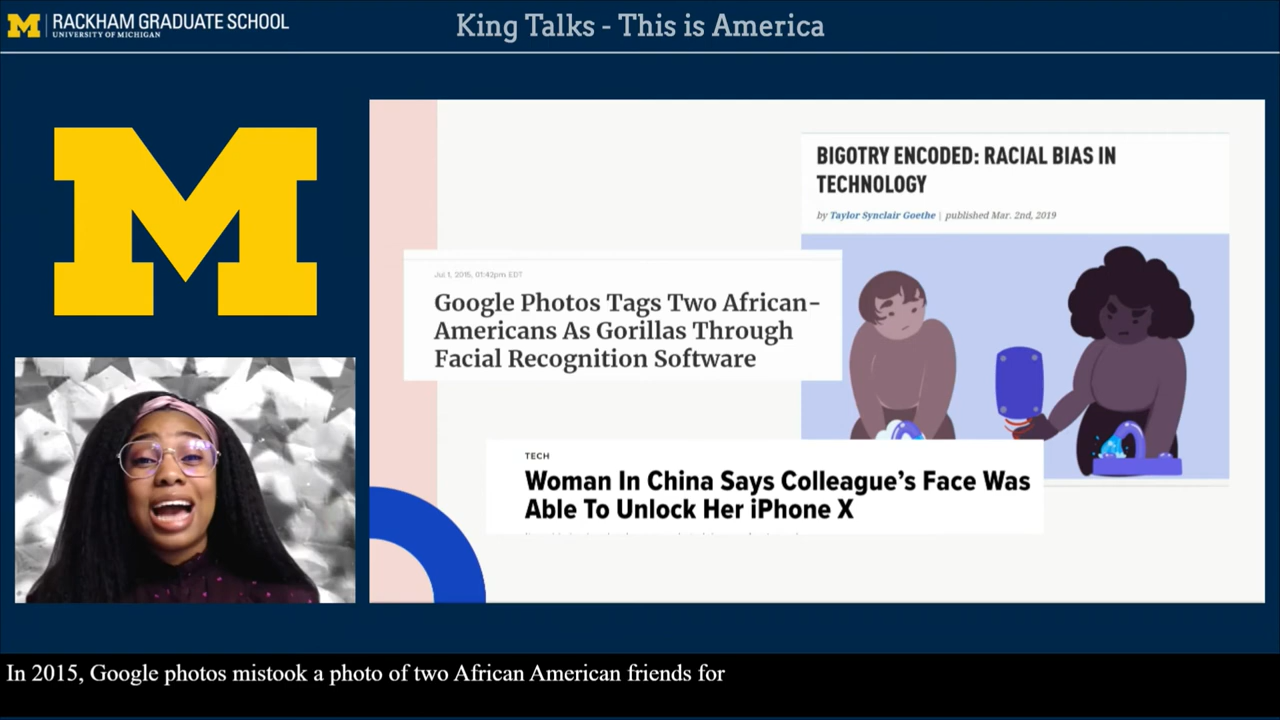 RACKHAM GRADUATE SCHOOL
UNIVERSITY OF MICHIGAN
King Talks - This is America
BIGOTRY ENCODED: RACIAL BIAS IN
TECHNOLOGY
by Taylor Synclair Goethe | published Mar. 2nd, 2019
Jul 1, 2015, 01:42pm EDT
Google Photos Tags Two African-
Americans As Gorillas Through
Facial Recognition Software
TECH
Woman In China Says Colleague's Face Was
Able To Unlock Her iPhone X
In 2015, Google photos mistook a photo of two African American friends for